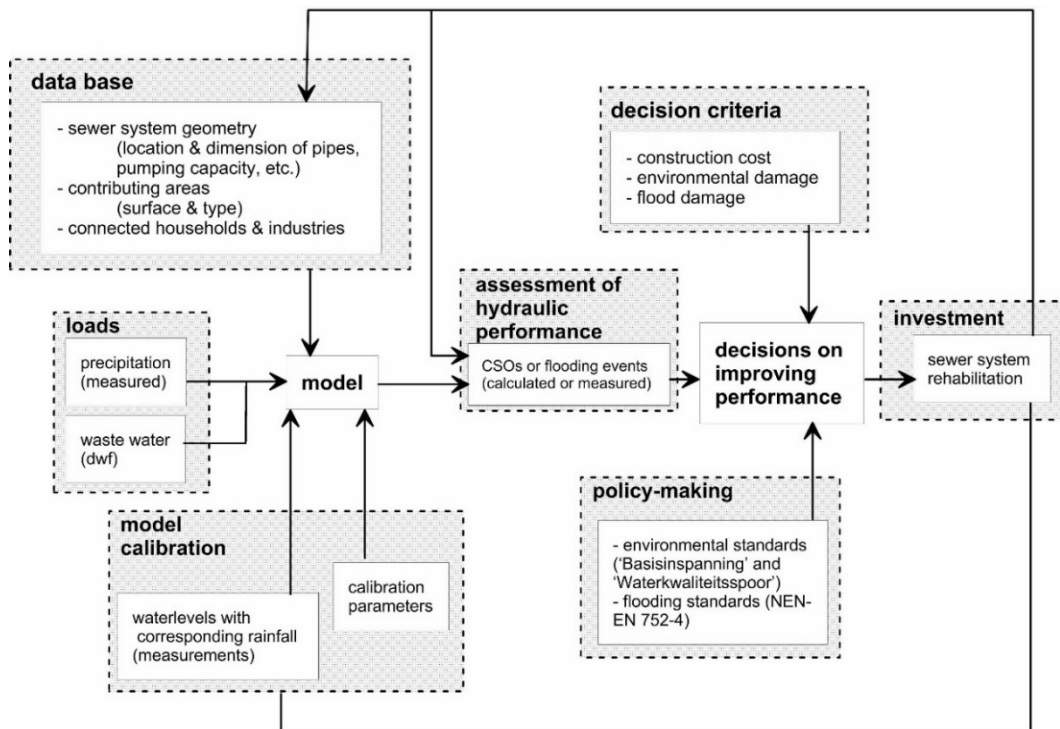 data base
- sewer system geometry
(location & dimension of pipes,
pumping capacity, etc.)
- contributing areas
(surface & type)
- connected households & industries
decision criteria
- construction cost
- environmental damage
- flood damage
loads
precipitation
(measured)
waste water
(dwf)
model
assessment of
hydraulic
performance
CSOs or flooding events
(calculated or measured)
decisions on
improving
performance
investment
sewer system
rehabilitation
model
calibration
waterlevels with
corresponding rainfall
(measurements)
calibration
parameters
policy-making
- environmental standards
('Basisinspanning' and
'Waterkwaliteitsspoor')
- flooding standards (NEN-
EN 752-4)